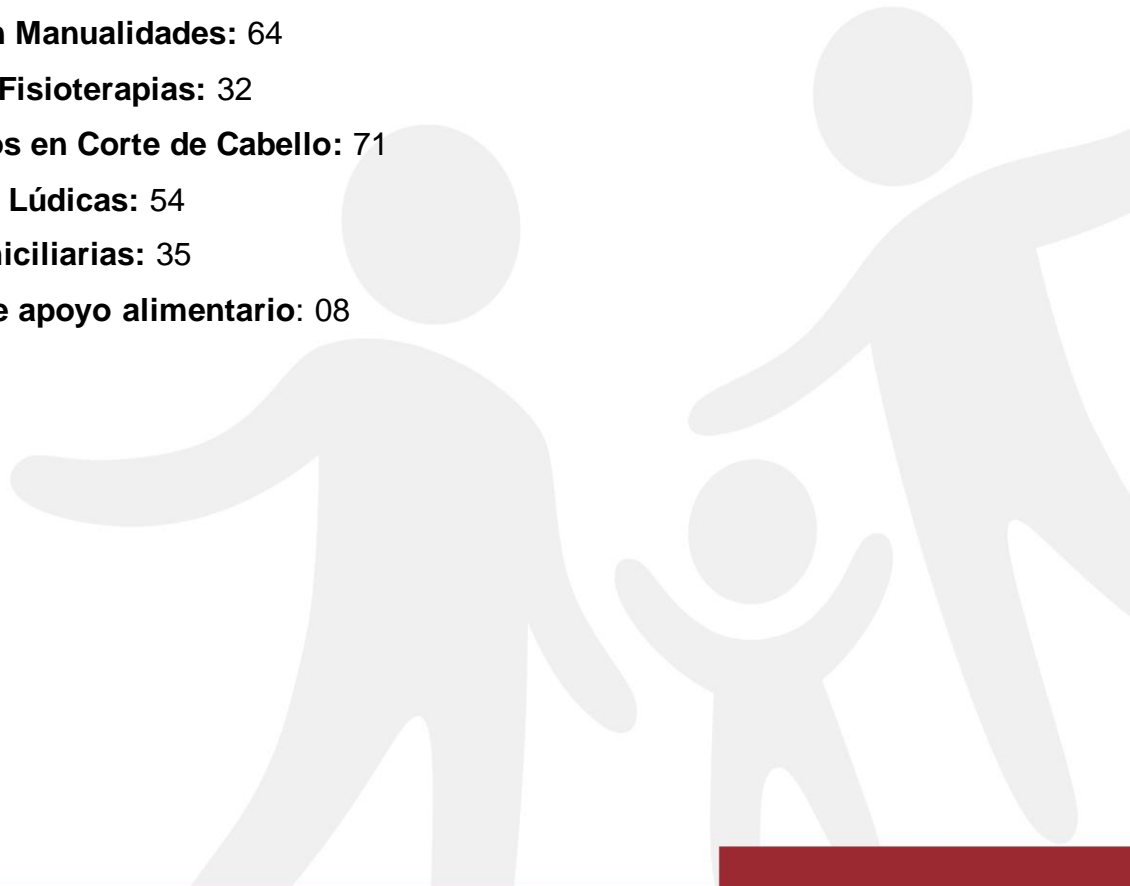 n Manualidades: 64
Fisioterapias: 32
os en Corte de Cabello: 71
Lúdicas: 54
niciliarias: 35
e apoyo alimentario: 08